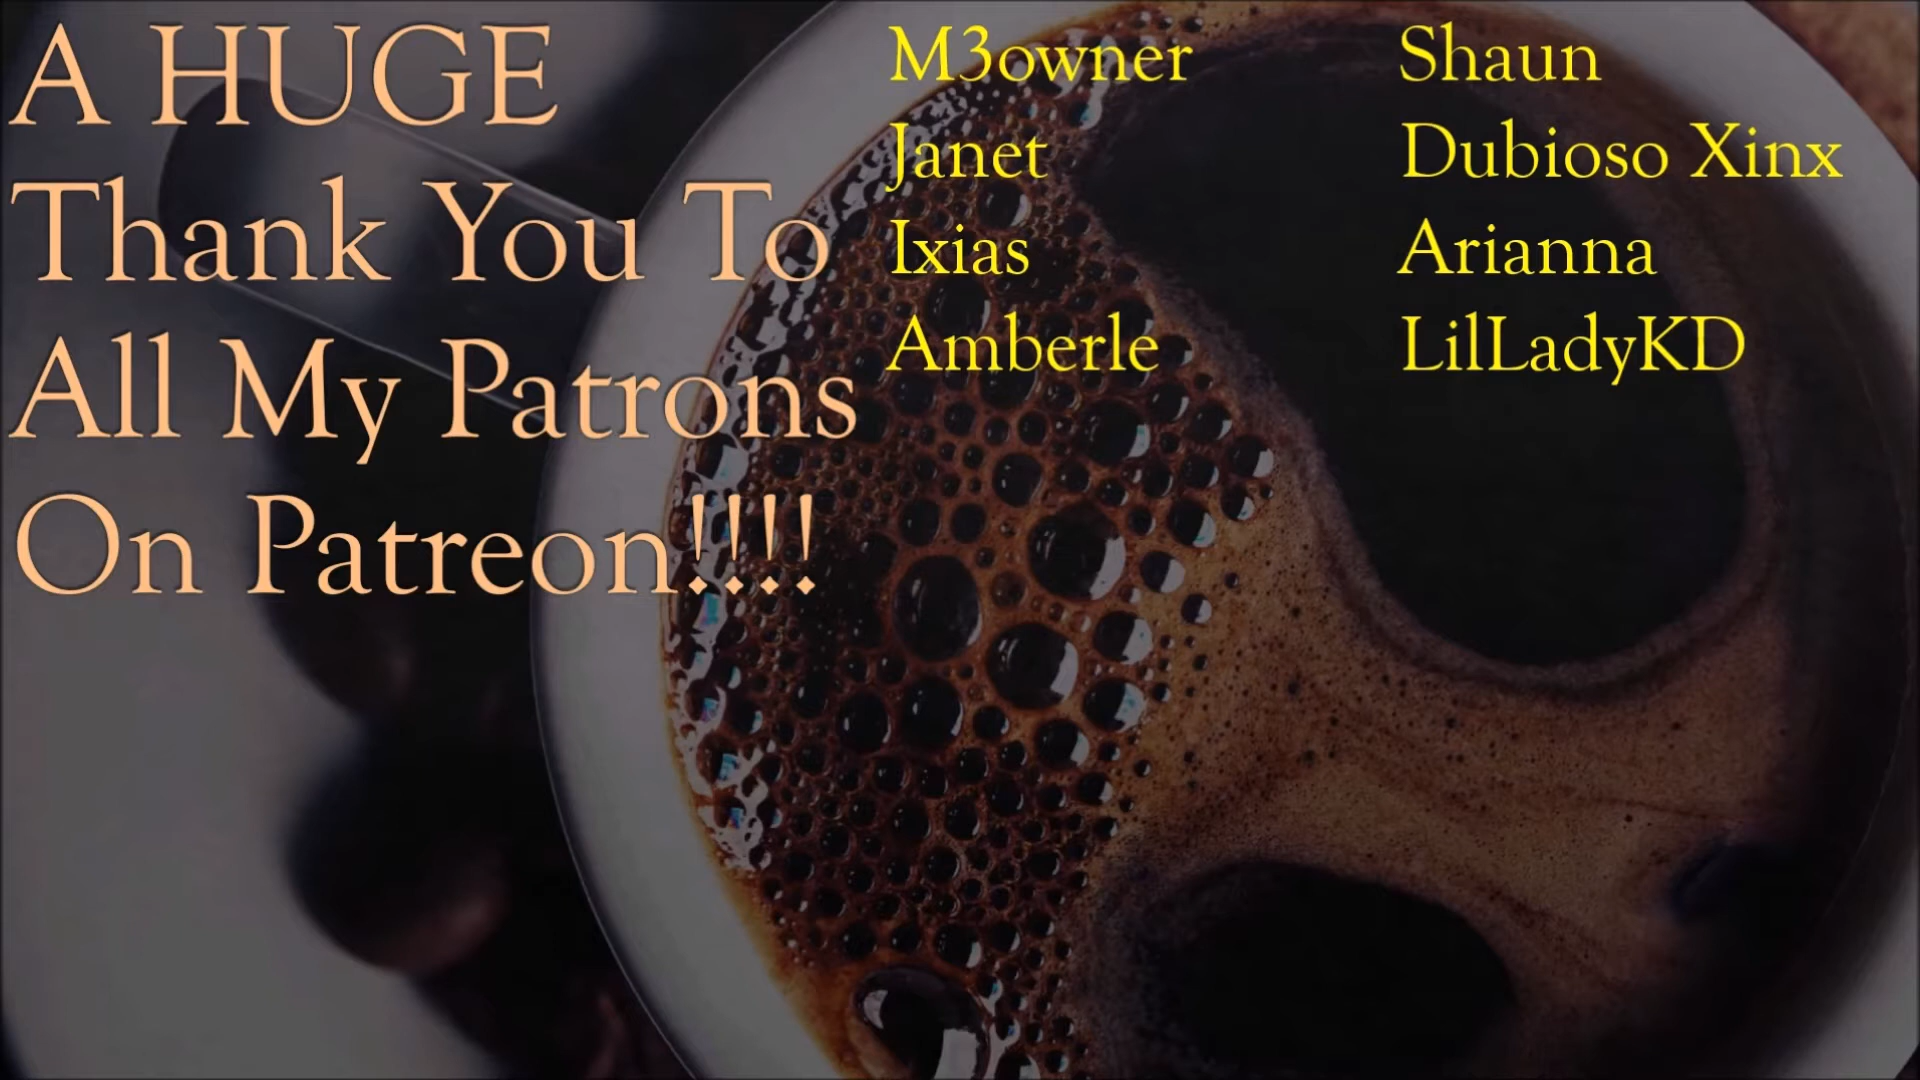 A HUGE
Thank You To
All My Patrons
On Patreon!!!!
M3owner
Janet
Ixias
Amberle
Shaun
Dubioso Xinx
Arianna
LilLadyKD